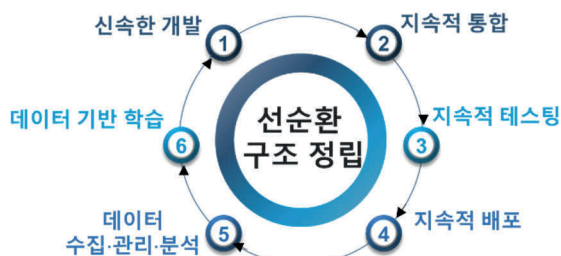 선순환
구조 정립
1
신속한 개발
2
지속적 통합
3
지속적 테스팅
4
지속적 배포
5
데이터
수집·관리·분석
6
데이터 기반 학습